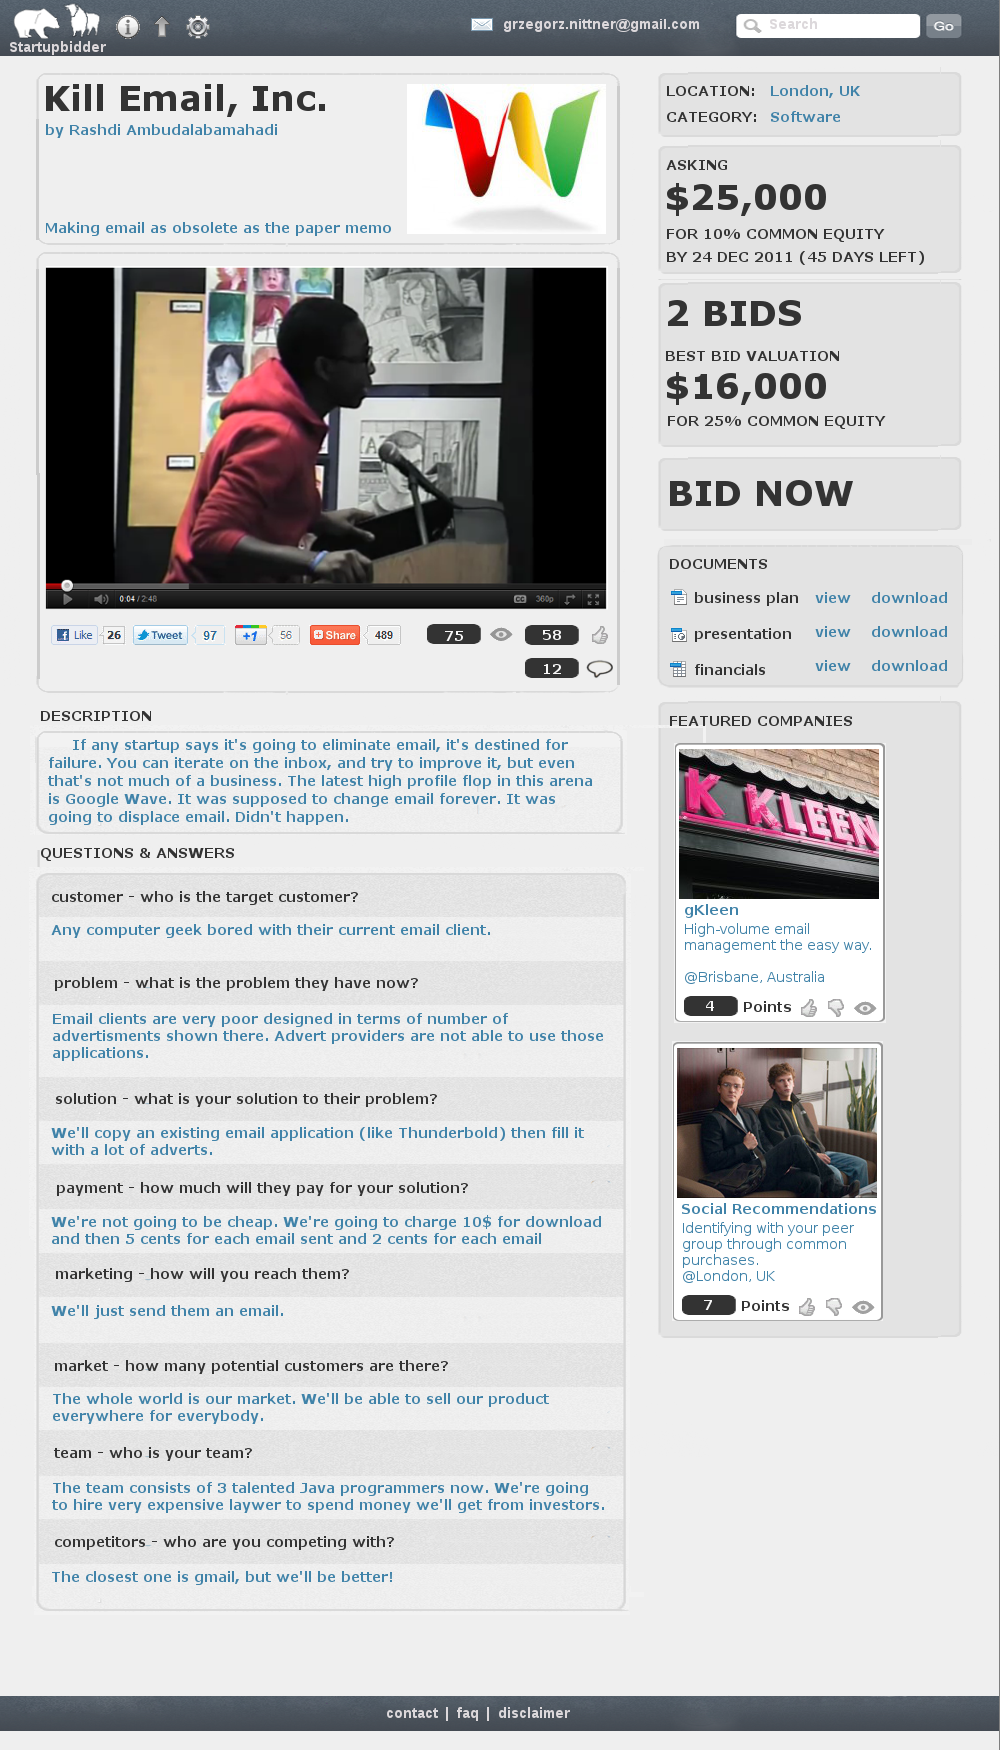 Startupbidder
grzegorz.nittner@gmail.com
Search
Go
Kill Email, Inc.
by Rashdi Ambudalabamahadi
Making email as obsolete as the paper memo
0:04 / 2:48
360p
Like 26
Tweet 97
+1 56
Share 489
75
58
12
DESCRIPTION
If any startup says it's going to eliminate email, it's destined for
failure. You can iterate on the inbox, and try to improve it, but even
that's not much of a business. The latest high profile flop in this arena
is Google Wave. It was supposed to change email forever. It was
going to displace email. Didn't happen.
QUESTIONS & ANSWERS
customer - who is the target customer?
Any computer geek bored with their current email client.
problem - what is the problem they have now?
Email clients are very poor designed in terms of number of
advertisments shown there. Advert providers are not able to use those
applications.
solution - what is your solution to their problem?
We'll copy an existing email application (like Thunderbold) then fill it
with a lot of adverts.
payment - how much will they pay for your solution?
We're not going to be cheap. We're going to charge 10$ for download
and then 5 cents for each email sent and 2 cents for each email
marketing - how will you reach them?
We'll just send them an email.
market - how many potential customers are there?
The whole world is our market. We'll be able to sell our product
everywhere for everybody.
team - who is your team?
The team consists of 3 talented Java programmers now. We're going
to hire very expensive laywer to spend money we'll get from investors.
competitors - who are you competing with?
The closest one is gmail, but we'll be better!
LOCATION: London, UK
CATEGORY: Software
ASKING
$25,000
FOR 10% COMMON EQUITY
BY 24 DEC 2011 (45 DAYS LEFT)
2 BIDS
BEST BID VALUATION
$16,000
FOR 25% COMMON EQUITY
BID NOW
DOCUMENTS
business plan view download
presentation view download
financials view download
FEATURED COMPANIES
K KLEEN
gKleen
High-volume email
management the easy way.
@Brisbane, Australia
4 Points
Social Recommendations
Identifying with your peer
group through common
purchases.
@London, UK
7 Points
contact | faq | disclaimer